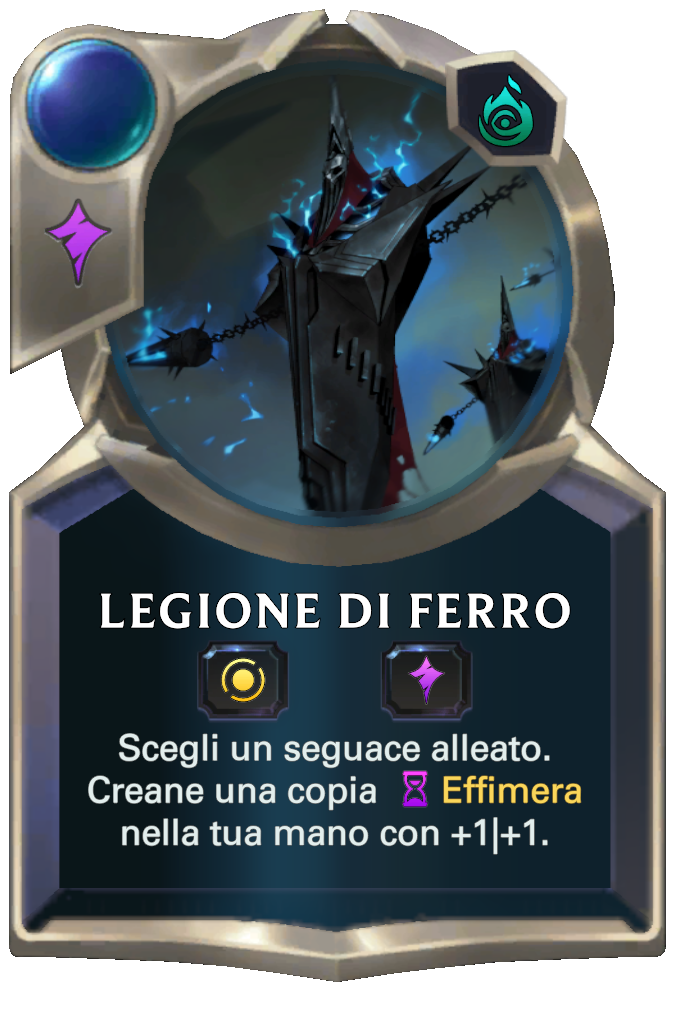 LEGIONE DI FERRO
Scegli un seguace alleato.
Creane una copia Effimera
nella tua mano con +1|+1.